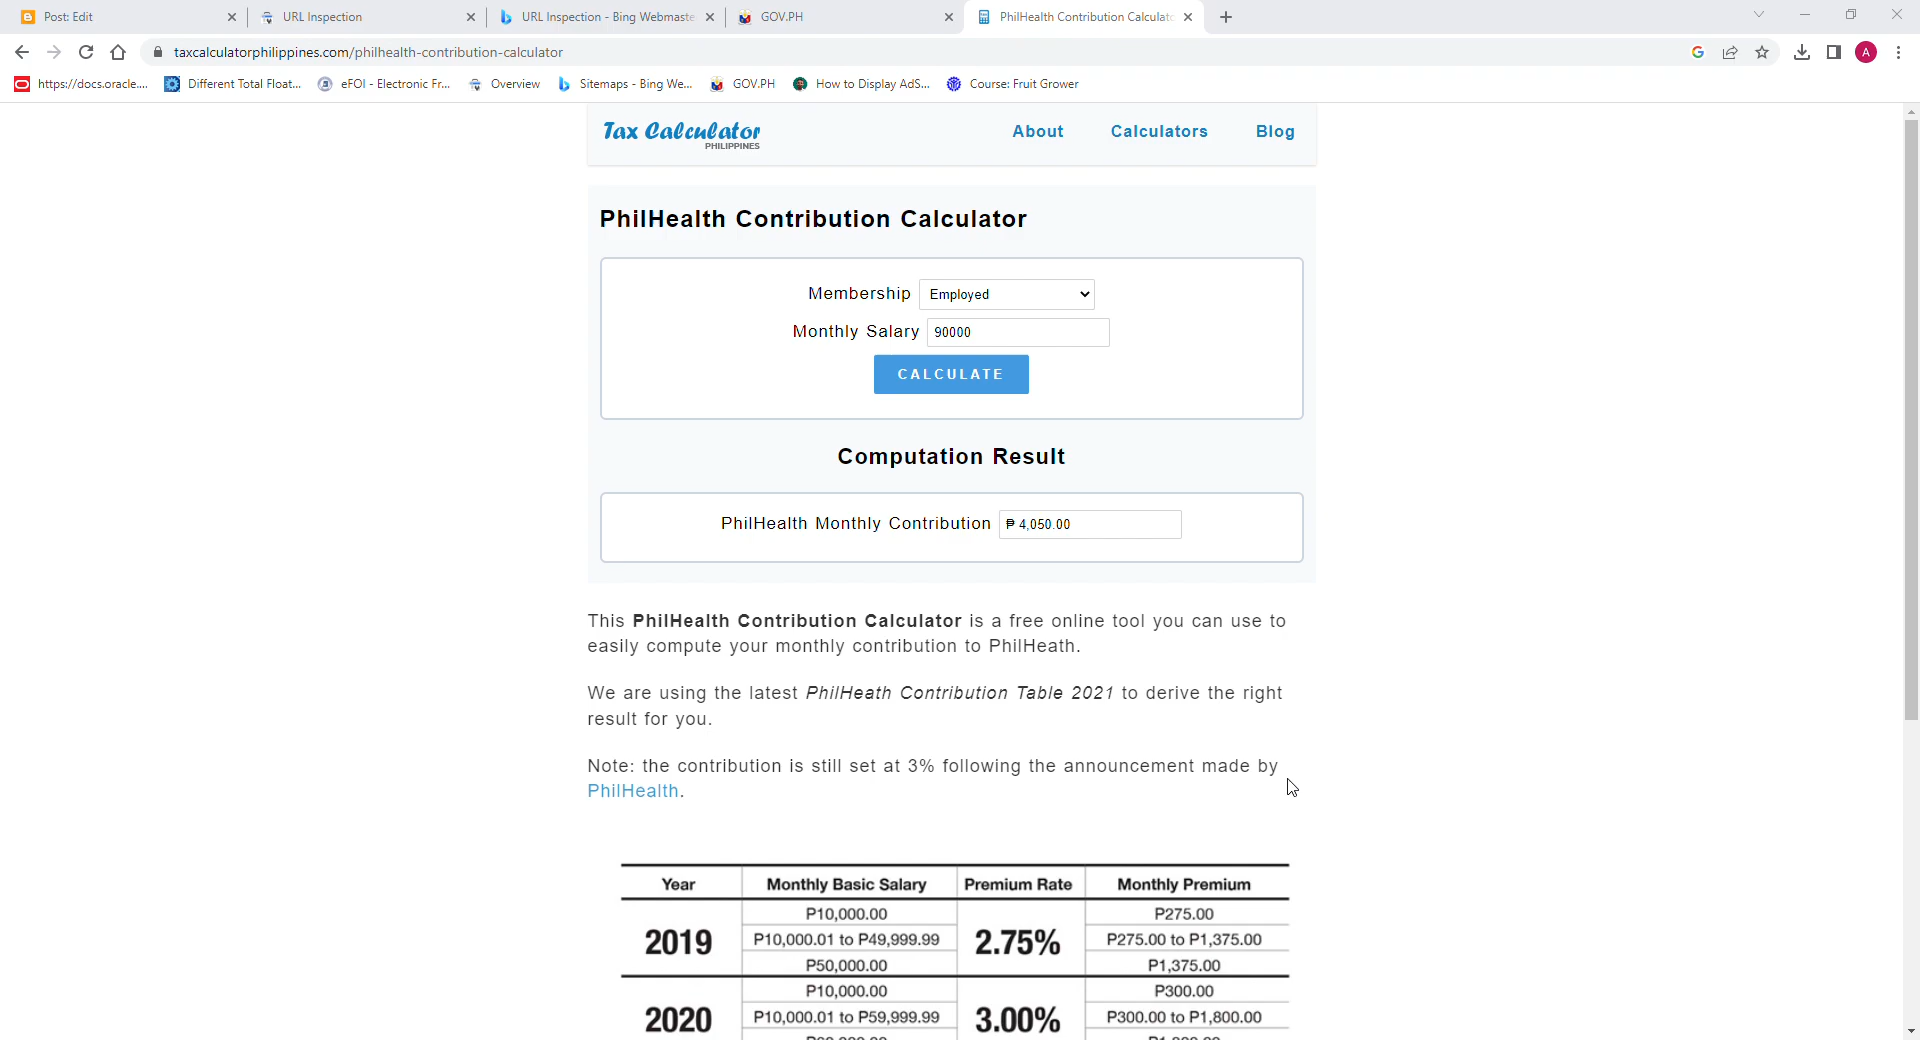 Post: Edit
URL Inspection
URL Inspection - Bing Webmaste
GOV.PH
PhilHealth Contribution Calculato
taxcalculatorphilippines.com/philhealth-contribution-calculator
A
https://docs.oracle....
Different Total Float...
eFOI - Electronic Fr...
Overview
Sitemaps - Bing We...
GOV.PH
How to Display AdS...
Course: Fruit Grower
Tax Calculator
PHILIPPINES
About
Calculators
Blog
PhilHealth Contribution Calculator
Membership Employed
Monthly Salary 90000
CALCULATE
Computation Result
PhilHealth Monthly Contribution ₱ 4,050.00
This PhilHealth Contribution Calculator is a free online tool you can use to
easily compute your monthly contribution to PhilHeath.
We are using the latest PhilHeath Contribution Table 2021 to derive the right
result for you.
Note: the contribution is still set at 3% following the announcement made by
PhilHealth.
Year Monthly Basic Salary Premium Rate Monthly Premium
P10,000.00 P275.00
2019 P10,000.01 to P49,999.99 2.75% P275.00 to P1,375.00
P50,000.00 P1,375.00
P10,000.00 P300.00
2020 P10,000.01 to P59,999.99 3.00% P300.00 to P1,800.00